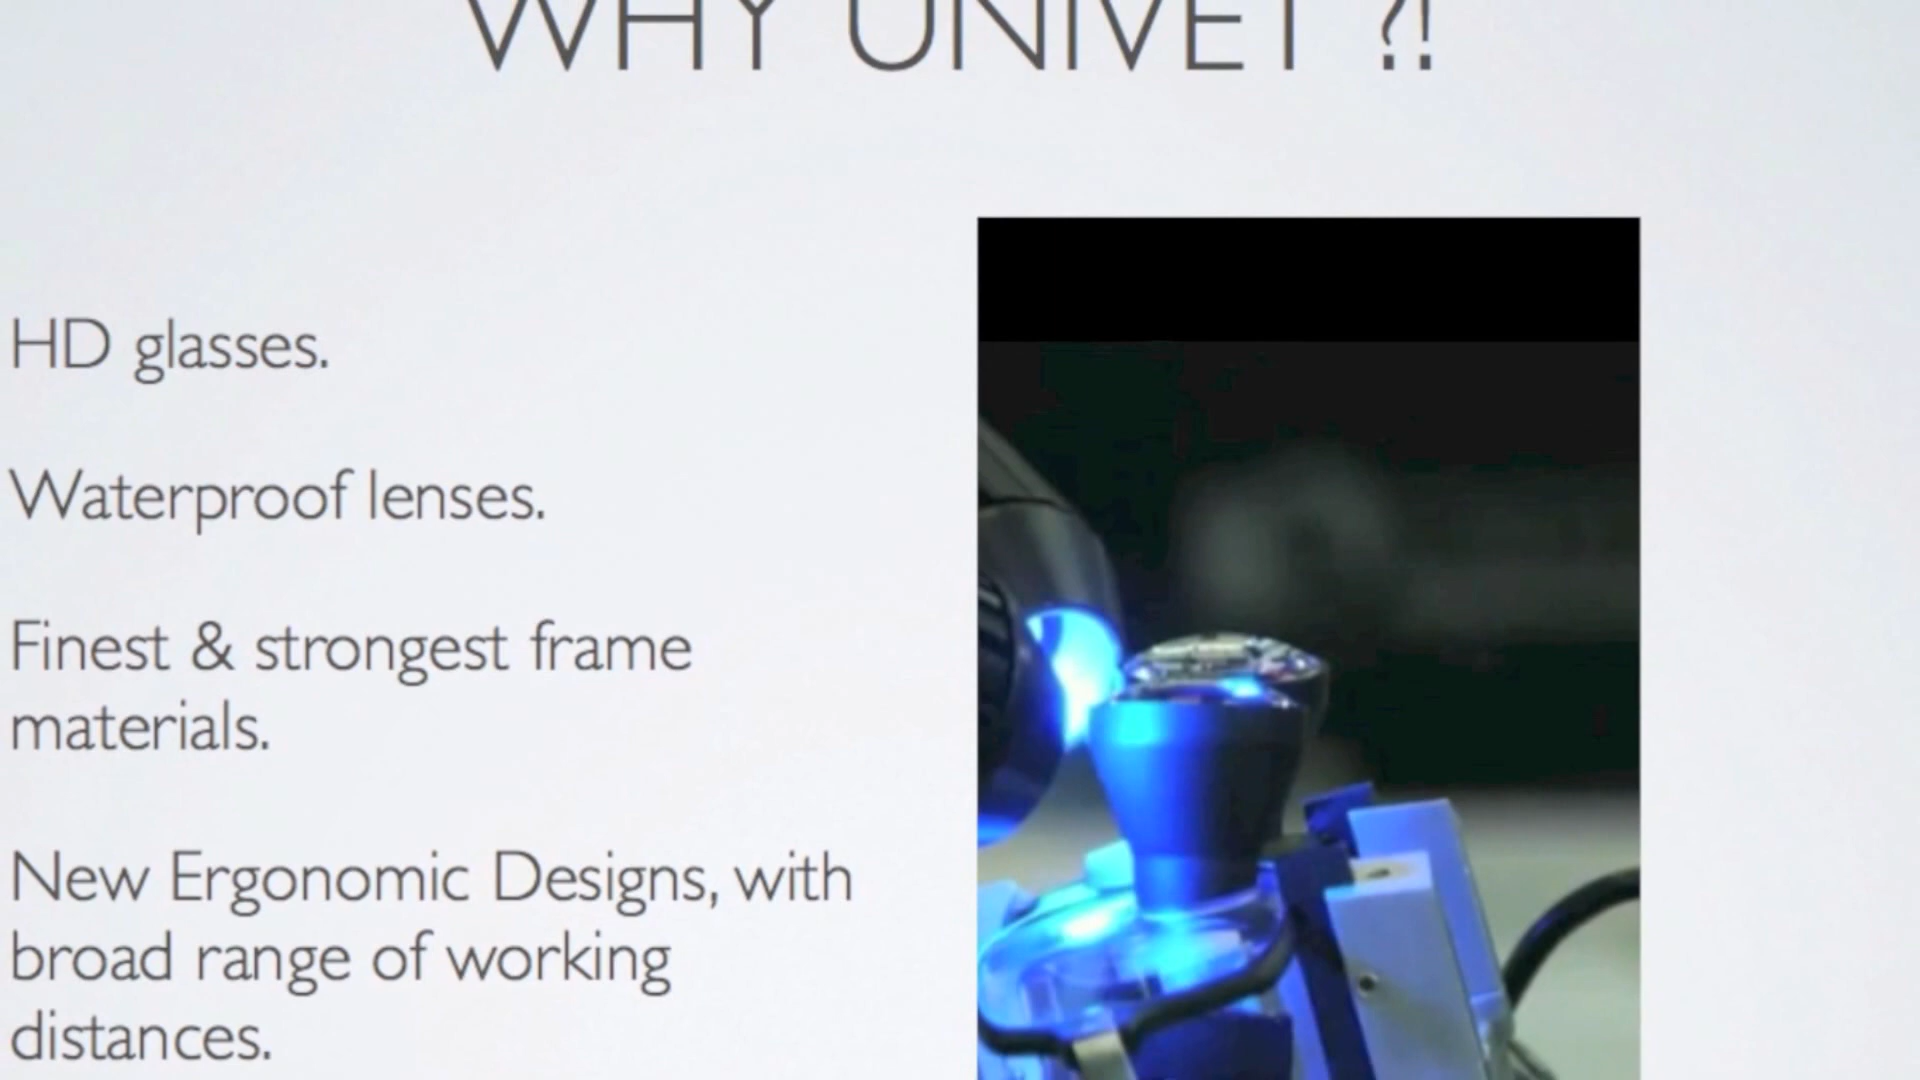 WHY UNIVET ?!
HD glasses.
Waterproof lenses.
Finest & strongest frame
materials.
New Ergonomic Designs, with
broad range of working
distances.